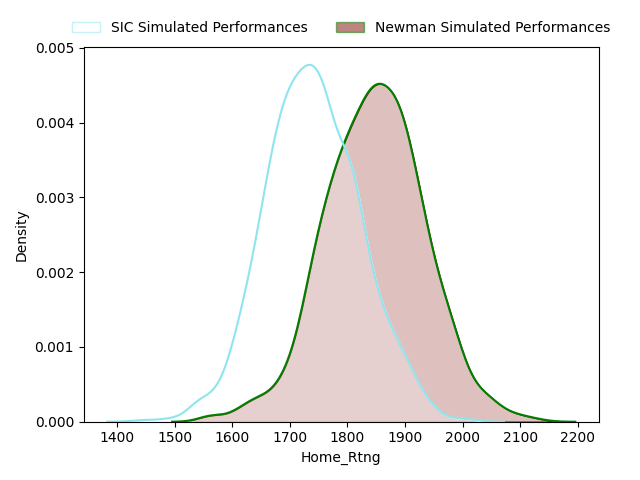 SIC Simulated Performances
Newman Simulated Performances
0.005
0.004
0.003
0.002
0.001
0.000
Density
1400 1500 1600 1700 1800 1900 2000 2100 2200
Home_Rtng